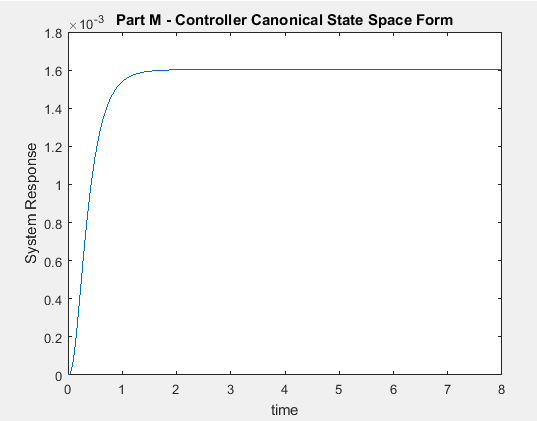 ×10⁻³
Part M - Controller Canonical State Space Form
1.8
1.6
1.4
1.2
1
0.8
0.6
0.4
0.2
0
System Response
0 1 2 3 4 5 6 7 8
time